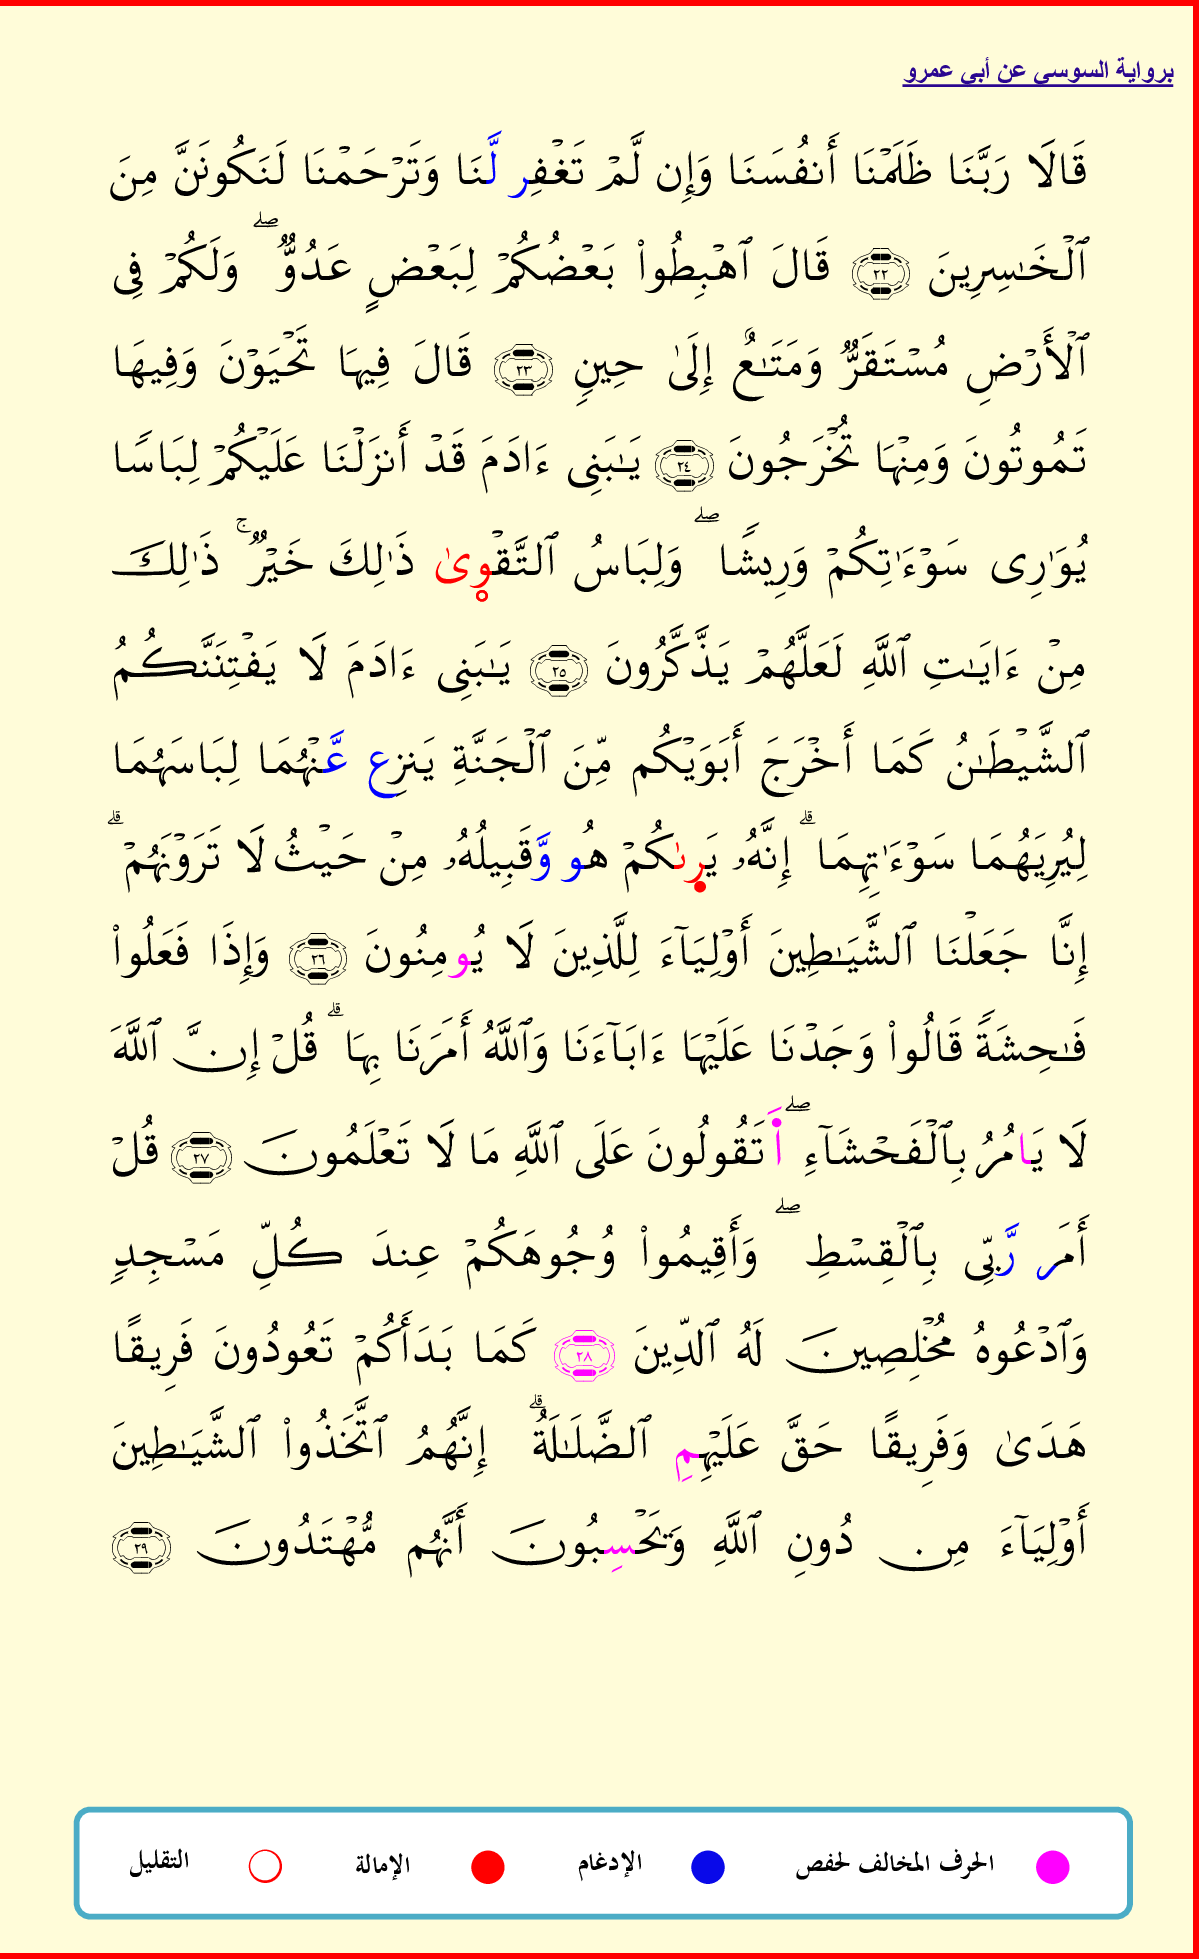 برواية السوسي عن أبي عمرو
قَالَا رَبَّنَا ظَلَمْنَا أَنفُسَنَا وَإِن لَّمْ تَغْفِر لَّنَا وَتَرْحَمْنَا لَنَكُونَنَّ مِنَ
ٱلْخَـٰسِرِينَ ٢٢ قَالَ ٱهْبِطُوا۟ بَعْضُكُمْ لِبَعْضٍ عَدُوٌّ ۖ وَلَكُمْ فِى
ٱلْأَرْضِ مُسْتَقَرٌّ وَمَتَـٰعٌ إِلَىٰ حِينٍ ٢٣ قَالَ فِيهَا تَحْيَوْنَ وَفِيهَا
تَمُوتُونَ وَمِنْهَا تُخْرَجُونَ ٢٤ يَـٰبَنِى ءَادَمَ قَدْ أَنزَلْنَا عَلَيْكُمْ لِبَاسًا
يُوَٰرِى سَوْءَٰتِكُمْ وَرِيشًا ۖ وَلِبَاسُ ٱلتَّقْوِىٰ ذَٰلِكَ خَيْرٌ ۚ ذَٰلِكَ
مِنْ ءَايَـٰتِ ٱللَّهِ لَعَلَّهُمْ يَذَّكَّرُونَ ٢٥ يَـٰبَنِى ءَادَمَ لَا يَفْتِنَنَّكُمُ
ٱلشَّيْطَـٰنُ كَمَا أَخْرَجَ أَبَوَيْكُم مِّنَ ٱلْجَنَّةِ يَنزِع عَّنْهُمَا لِبَاسَهُمَا
لِيُرِيَهُمَا سَوْءَٰتِهِمَا ۗ إِنَّهُۥ يَرِىٰكُمْ هُو وَّقَبِيلُهُۥ مِنْ حَيْثُ لَا تَرَوْنَهُمْ ۗ
إِنَّا جَعَلْنَا ٱلشَّيَـٰطِينَ أَوْلِيَآءَ لِلَّذِينَ لَا يُومِنُونَ ٢٦ وَإِذَا فَعَلُوا۟
فَـٰحِشَةً قَالُوا۟ وَجَدْنَا عَلَيْهَا ءَابَآءَنَا وَٱللَّهُ أَمَرَنَا بِهَا ۗ قُلْ إِنَّ ٱللَّهَ
لَا يَامُرُ بِٱلْفَحْشَآءِ ۖ أَتَقُولُونَ عَلَى ٱللَّهِ مَا لَا تَعْلَمُونَ ٢٧ قُلْ
أَمَر رَّبِّى بِٱلْقِسْطِ ۖ وَأَقِيمُوا۟ وُجُوهَكُمْ عِندَ كُلِّ مَسْجِدٍ
وَٱدْعُوهُ مُخْلِصِينَ لَهُ ٱلدِّينَ ٢٨ كَمَا بَدَأَكُمْ تَعُودُونَ فَرِيقًا
هَدَىٰ وَفَرِيقًا حَقَّ عَلَيْهِمِ ٱلضَّلَـٰلَةُ ۗ إِنَّهُمُ ٱتَّخَذُوا۟ ٱلشَّيَـٰطِينَ
أَوْلِيَآءَ مِن دُونِ ٱللَّهِ وَيَحْسِبُونَ أَنَّهُم مُّهْتَدُونَ ٢٩
الحرف المخالف لحفص الإدغام الإمالة التقليل